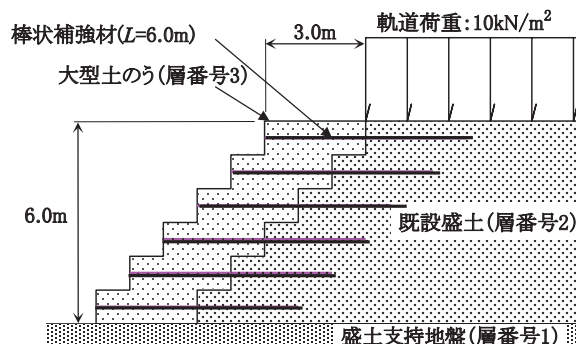 棒状補強材(L=6.0m)
3.0m
軌道荷重:10kN/m²
大型土のう(層番号3)
6.0m
既設盛土(層番号2)
盛土支持地盤(層番号1)